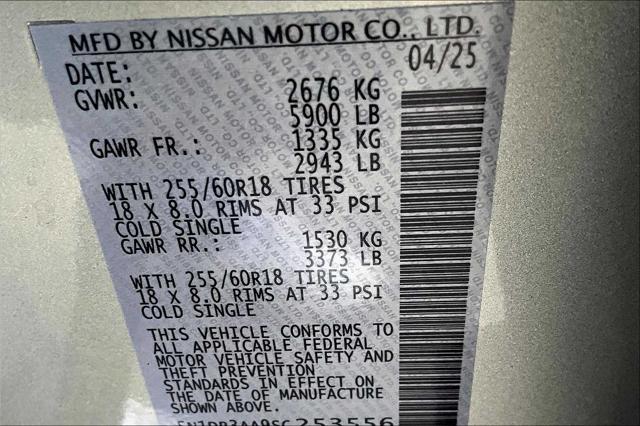 MFD BY NISSAN MOTOR CO., LTD.
DATE: 04/25
GVWR: 2676 KG
5900 LB
GAWR FR.: 1335 KG
2943 LB
WITH 255/60R18 TIRES
18 X 8.0 RIMS AT 33 PSI
COLD SINGLE
GAWR RR.: 1530 KG
3373 LB
WITH 255/60R18 TIRES
18 X 8.0 RIMS AT 33 PSI
COLD SINGLE
THIS VEHICLE CONFORMS TO
ALL APPLICABLE FEDERAL
MOTOR VEHICLE SAFETY AND
THEFT PREVENTION
STANDARDS IN EFFECT ON
THE DATE OF MANUFACTURE
SHOWN ABOVE.